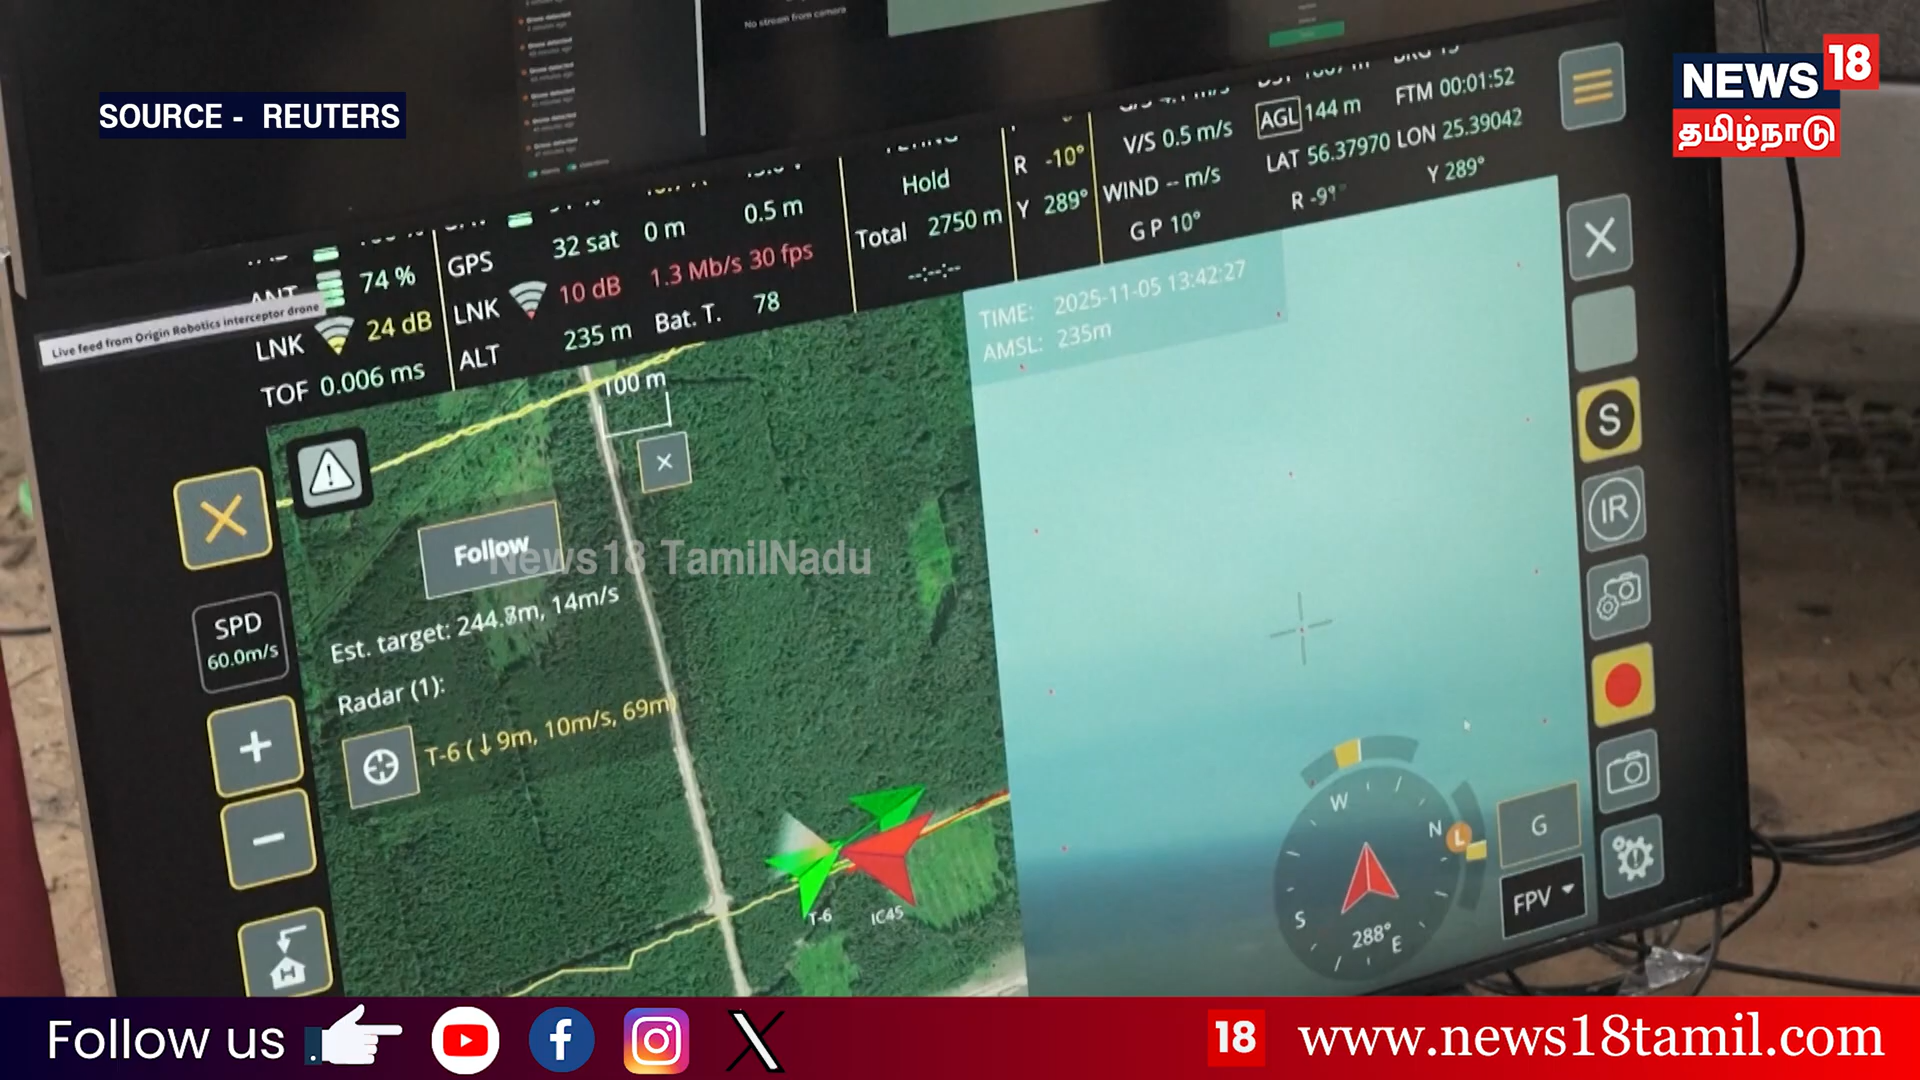 No stream from camera
NEWS 18
தமிழ்நாடு
SOURCE - REUTERS
Live feed from Origin Robotics interceptor drone
74 %
LNK 24 dB
TOF 0.006 ms
GPS 32 sat 0 m 0.5 m
LNK 10 dB 1.3 Mb/s 30 fps
ALT 235 m Bat. T. 78
Hold
Total 2750 m
--:--:--
R -10°
Y 289°
V/S 0.5 m/s
WIND -- m/s
G P 10°
AGL 144 m
FTM 00:01:52
LAT 56.37970 LON 25.39042
Y 289°
TIME: 2025-11-05 13:42:27
AMSL: 235m
100 m
Follow
News18 TamilNadu
Est. target: 244.8m, 14m/s
Radar (1):
T-6 (↓9m, 10m/s, 69m)
SPD
60.0m/s
+
−
H
T-6
IC45
S
IR
W
N
L
S
E
288°
G
FPV
Follow us
18 www.news18tamil.com